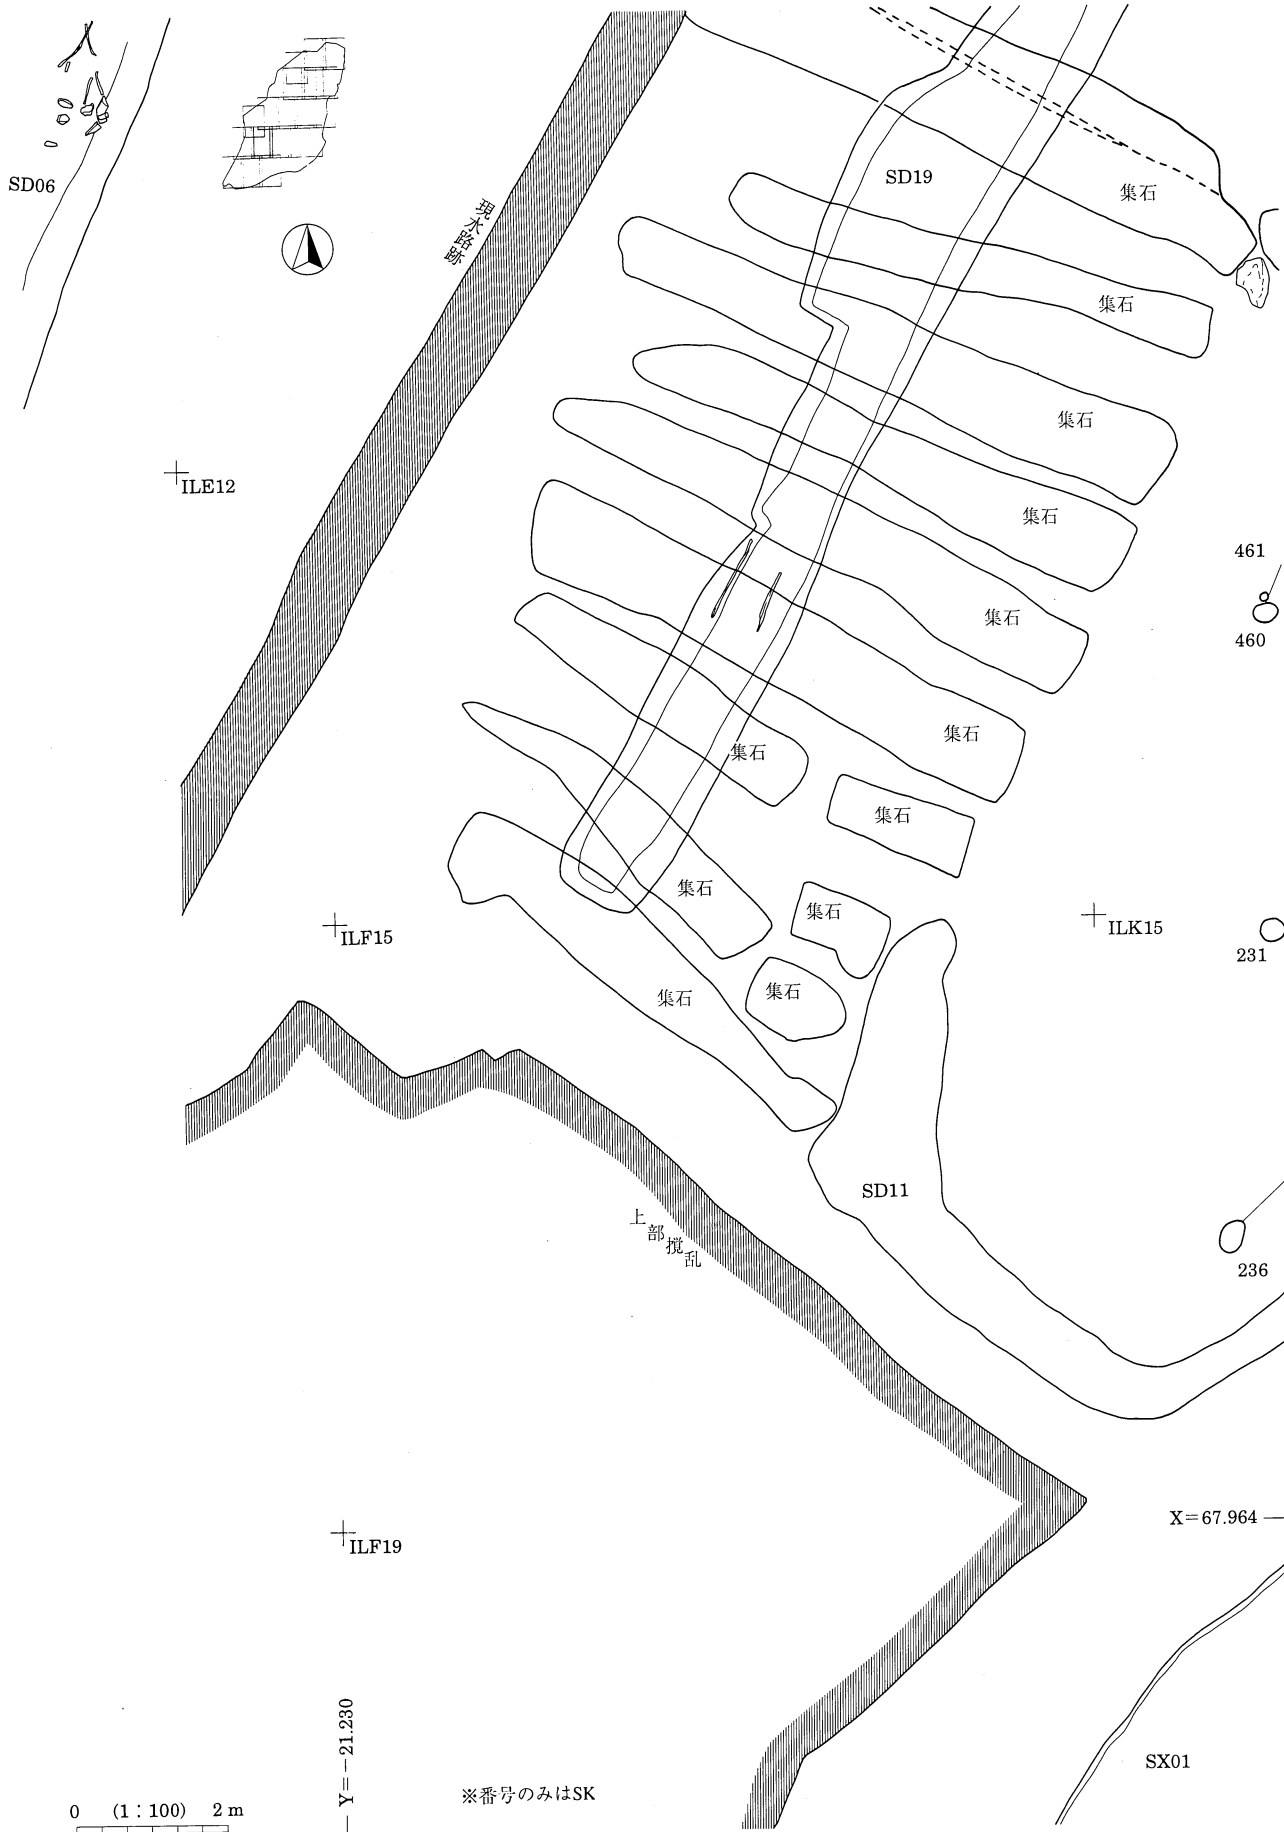 SD06
現水路跡
SD19
集石
集石
集石
ILE12
集石
461
460
集石
集石
集石
集石
集石
集石
ILF15
ILK15
231
集石
集石
SD11
上部撹乱
236
X=67.964
ILF19
Y=-21.230
SX01
※番号のみはSK
0 (1:100) 2m